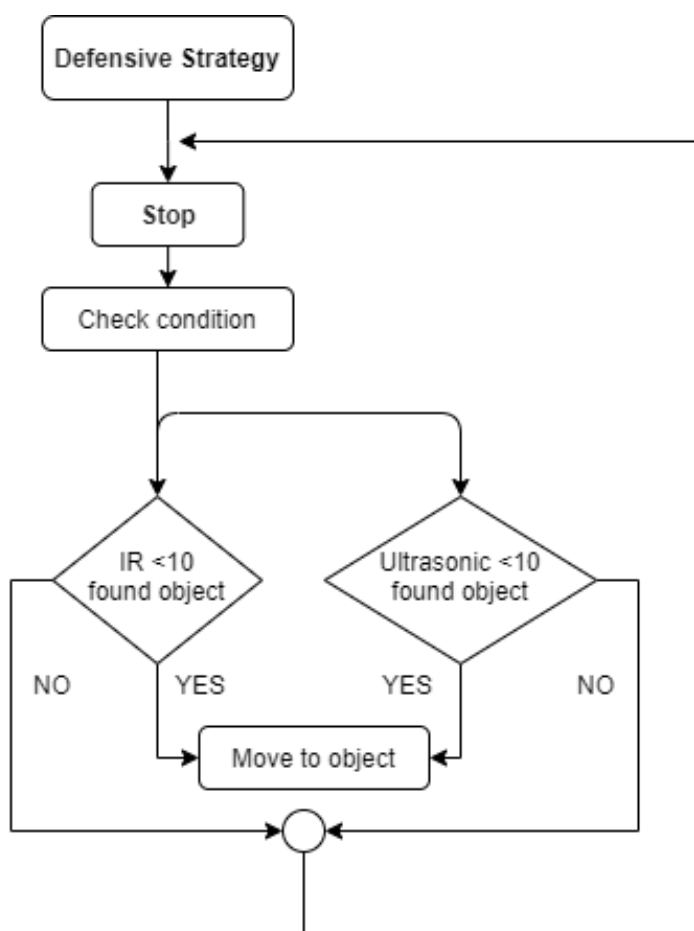 Defensive Strategy
Stop
Check condition
IR <10
found object
Ultrasonic <10
found object
NO
YES
YES
NO
Move to object